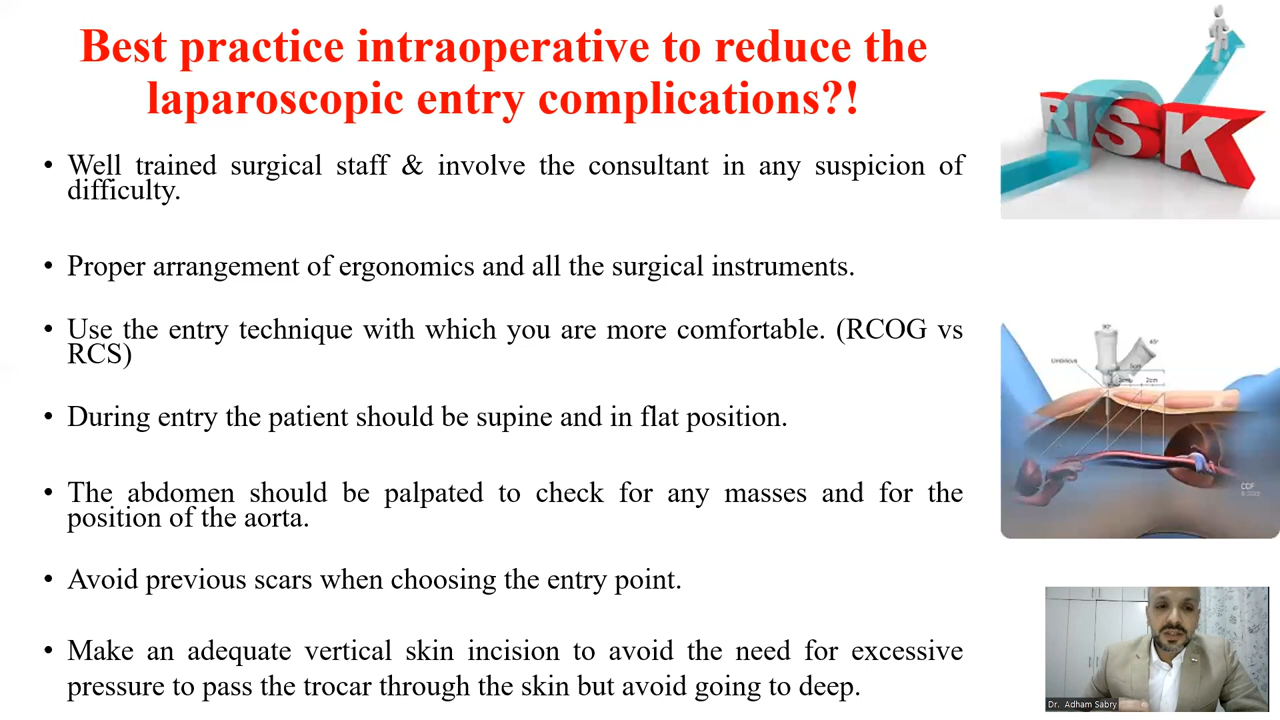 Best practice intraoperative to reduce the
laparoscopic entry complications?!
• Well trained surgical staff & involve the consultant in any suspicion of
difficulty.
• Proper arrangement of ergonomics and all the surgical instruments.
• Use the entry technique with which you are more comfortable. (RCOG vs
RCS)
• During entry the patient should be supine and in flat position.
• The abdomen should be palpated to check for any masses and for the
position of the aorta.
• Avoid previous scars when choosing the entry point.
• Make an adequate vertical skin incision to avoid the need for excessive
pressure to pass the trocar through the skin but avoid going to deep.
RISK
90°
45°
Umbilicus
2cm
CCF
Dr. Adham Sabry